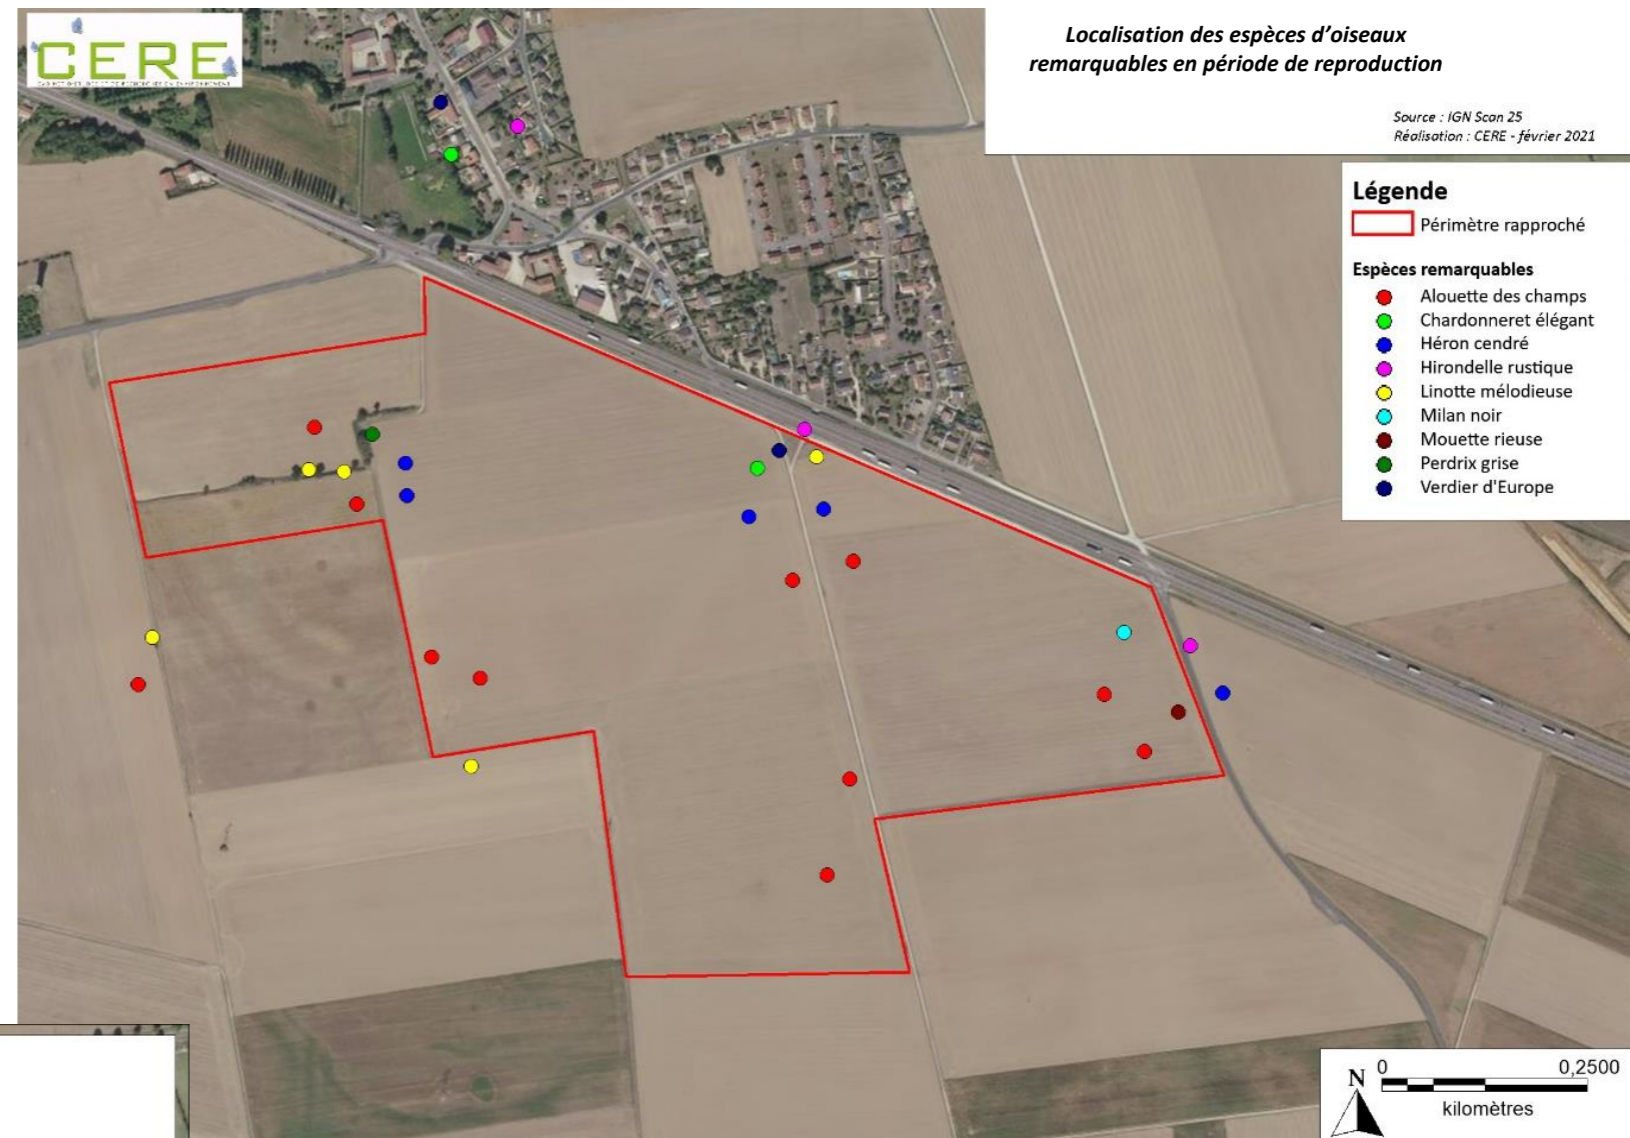 CERE
Localisation des espèces d’oiseaux
remarquables en période de reproduction
Source : IGN Scan 25
Réalisation : CERE - février 2021
Légende
Périmètre rapproché
Espèces remarquables
Alouette des champs
Chardonneret élégant
Héron cendré
Hirondelle rustique
Linotte mélodieuse
Milan noir
Mouette rieuse
Perdrix grise
Verdier d'Europe
N
0 0,2500
kilomètres